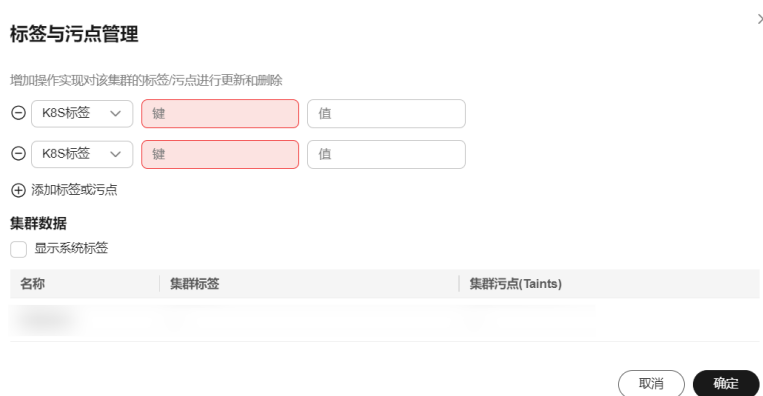 标签与污点管理
增加操作实现对该集群的标签/污点进行更新和删除
K8S标签 键 值
K8S标签 键 值
添加标签或污点
集群数据
显示系统标签
名称 集群标签 集群污点(Taints)
取消 确定